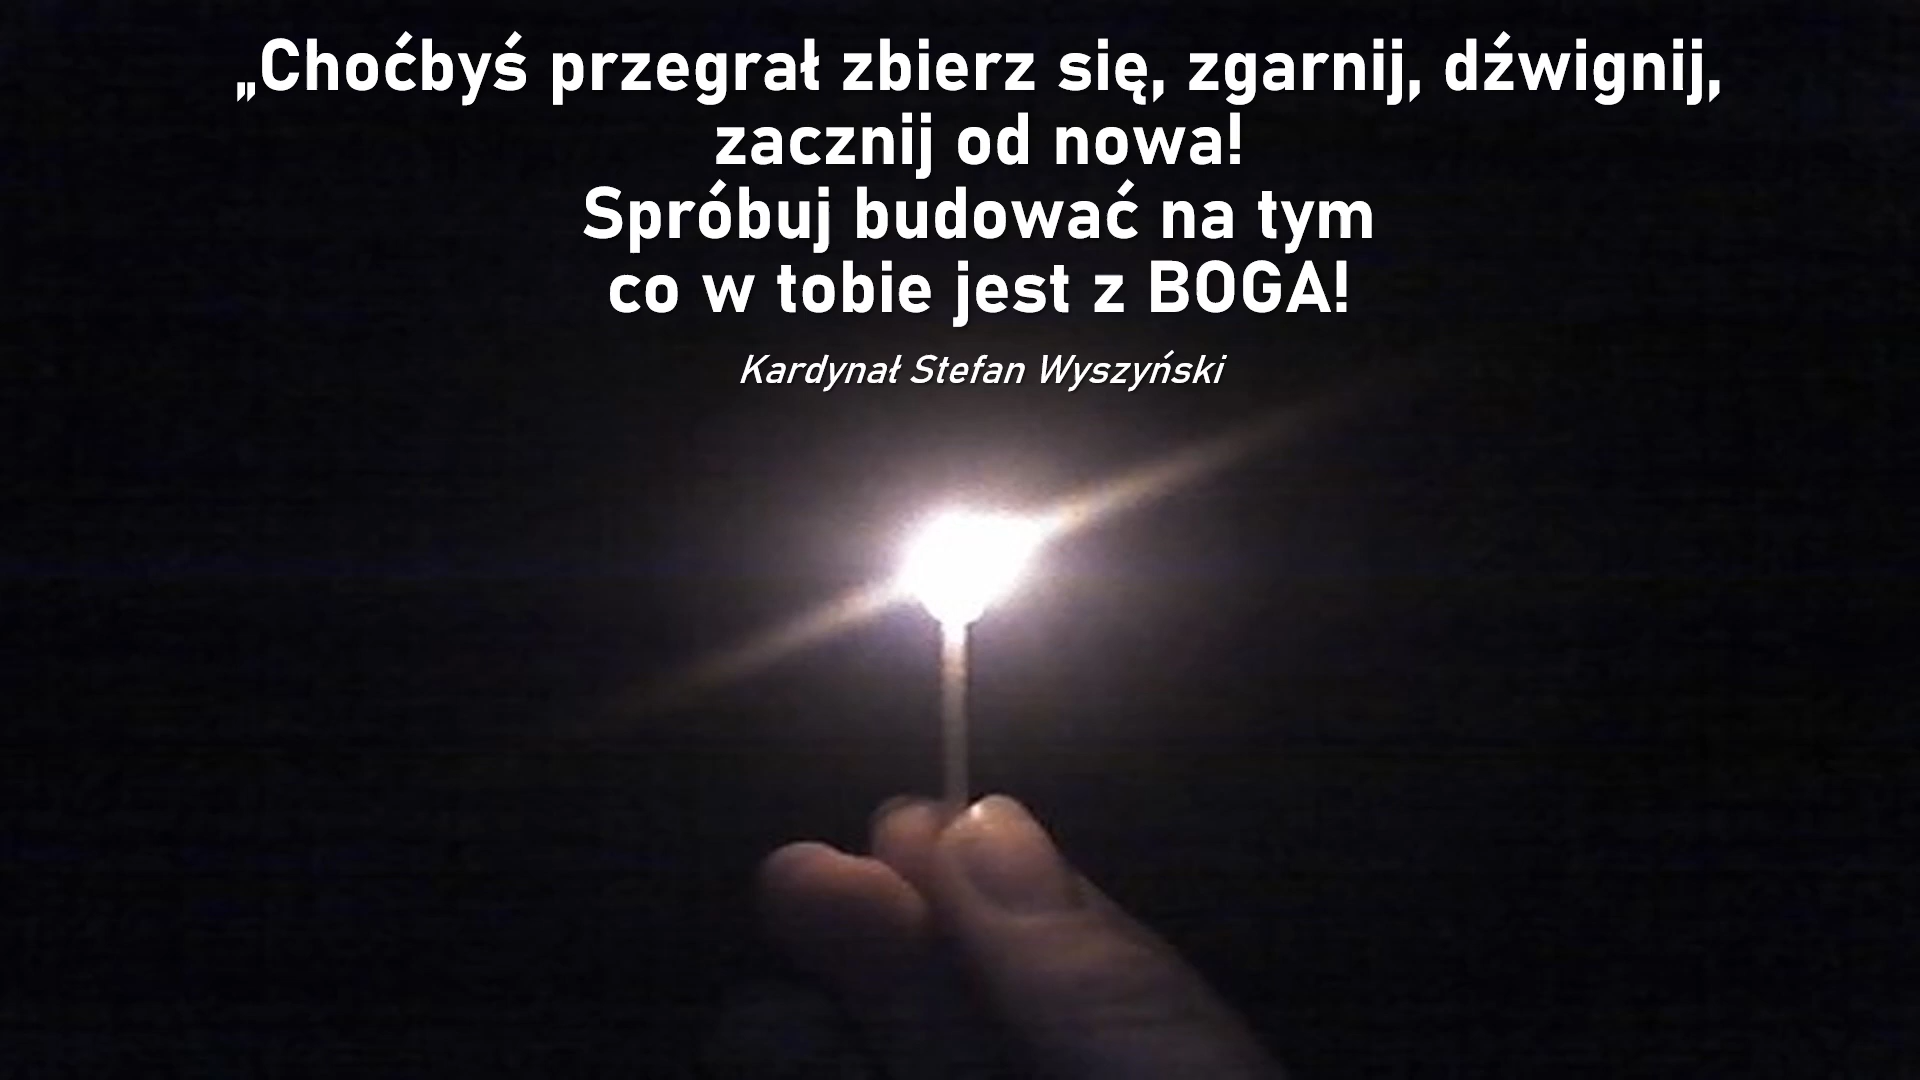 „Choćbyś przegrał zbierz się, zgarnij, dźwignij,
zacznij od nowa!
Spróbuj budować na tym
co w tobie jest z BOGA!
Kardynał Stefan Wyszyński